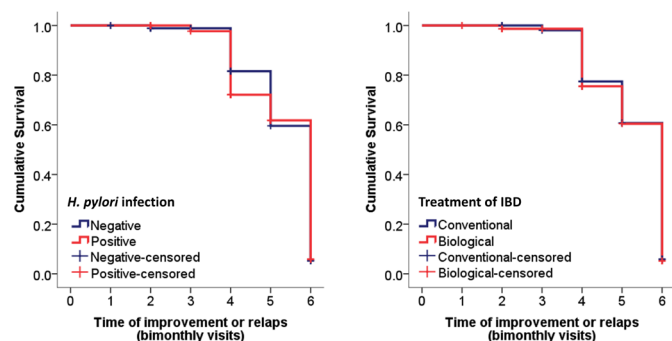 Cumulative Survival
1.0
0.8
0.6
0.4
0.2
0.0
H. pylori infection
Negative
Positive
Negative-censored
Positive-censored
0 1 2 3 4 5 6
Time of improvement or relaps
(bimonthly visits)
Cumulative Survival
1.0
0.8
0.6
0.4
0.2
0.0
Treatment of IBD
Conventional
Biological
Conventional-censored
Biological-censored
0 1 2 3 4 5 6
Time of improvement or relaps
(bimonthly visits)